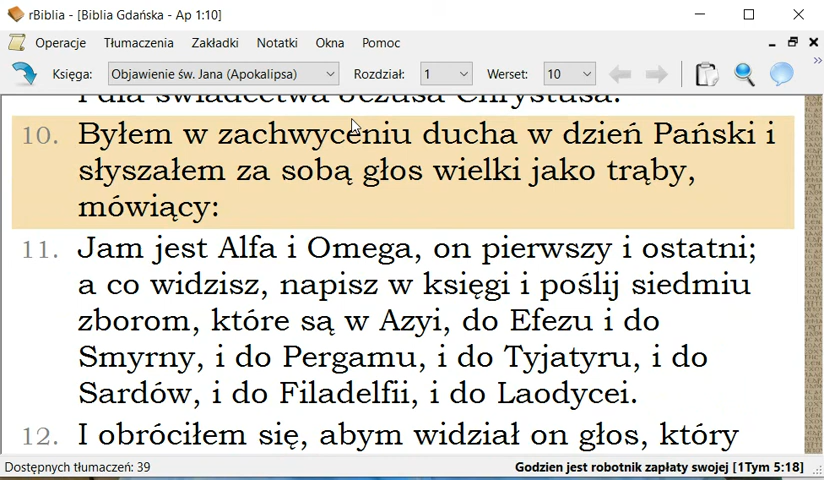 rBiblia - [Biblia Gdańska - Ap 1:10]
Operacje Tłumaczenia Zakładki Notatki Okna Pomoc
Księga: Objawienie św. Jana (Apokalipsa) Rozdział: 1 Werset: 10
i dla świadectwa Jezusa Chrystusa.
10. Byłem w zachwyceniu ducha w dzień Pański i
słyszałem za sobą głos wielki jako trąby,
mówiący:
11. Jam jest Alfa i Omega, on pierwszy i ostatni;
a co widzisz, napisz w księgi i poślij siedmiu
zborom, które są w Azyi, do Efezu i do
Smyrny, i do Pergamu, i do Tyjatyru, i do
Sardów, i do Filadelfii, i do Laodycei.
12. I obróciłem się, abym widział on głos, który
Dostępnych tłumaczeń: 39 Godzien jest robotnik zapłaty swojej [1Tym 5:18]